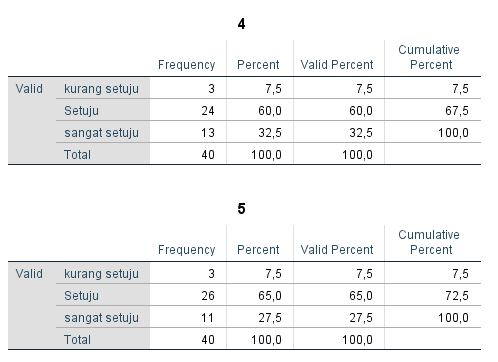 4
Frequency Percent Valid Percent Cumulative Percent
Valid kurang setuju 3 7,5 7,5 7,5
Setuju 24 60,0 60,0 67,5
sangat setuju 13 32,5 32,5 100,0
Total 40 100,0 100,0
5
Frequency Percent Valid Percent Cumulative Percent
Valid kurang setuju 3 7,5 7,5 7,5
Setuju 26 65,0 65,0 72,5
sangat setuju 11 27,5 27,5 100,0
Total 40 100,0 100,0